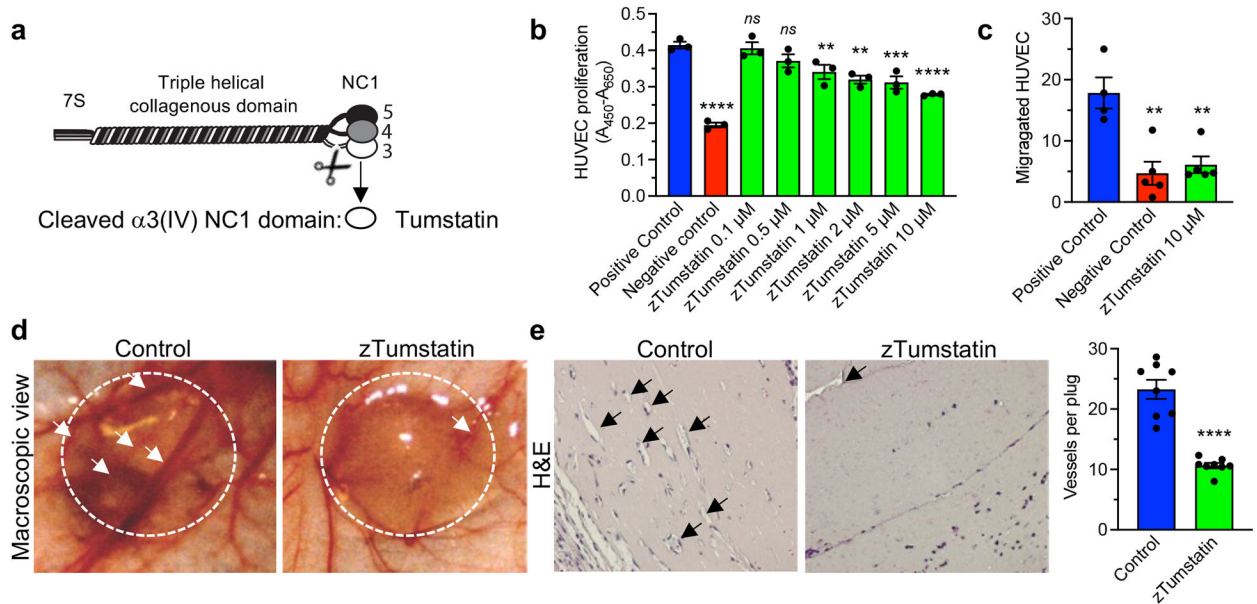 a
7S
Triple helical
collagenous domain
NC1
5
4
3
Cleaved α3(IV) NC1 domain:
Tumstatin
b
HUVEC proliferation
(A450-A650)
0.5
0.4
0.3
0.2
0.1
0.0
****
ns
ns
**
**
***
****
Positive Control
Negative control
zTumstatin 0.1 μM
zTumstatin 0.5 μM
zTumstatin 1 μM
zTumstatin 2 μM
zTumstatin 5 μM
zTumstatin 10 μM
c
Migragated HUVEC
30
20
10
0
**
**
Positive Control
Negative Control
zTumstatin 10 μM
d
Control
zTumstatin
Macroscopic view
e
Control
zTumstatin
H&E
Vessels per plug
30
20
10
0
****
Control
zTumstatin